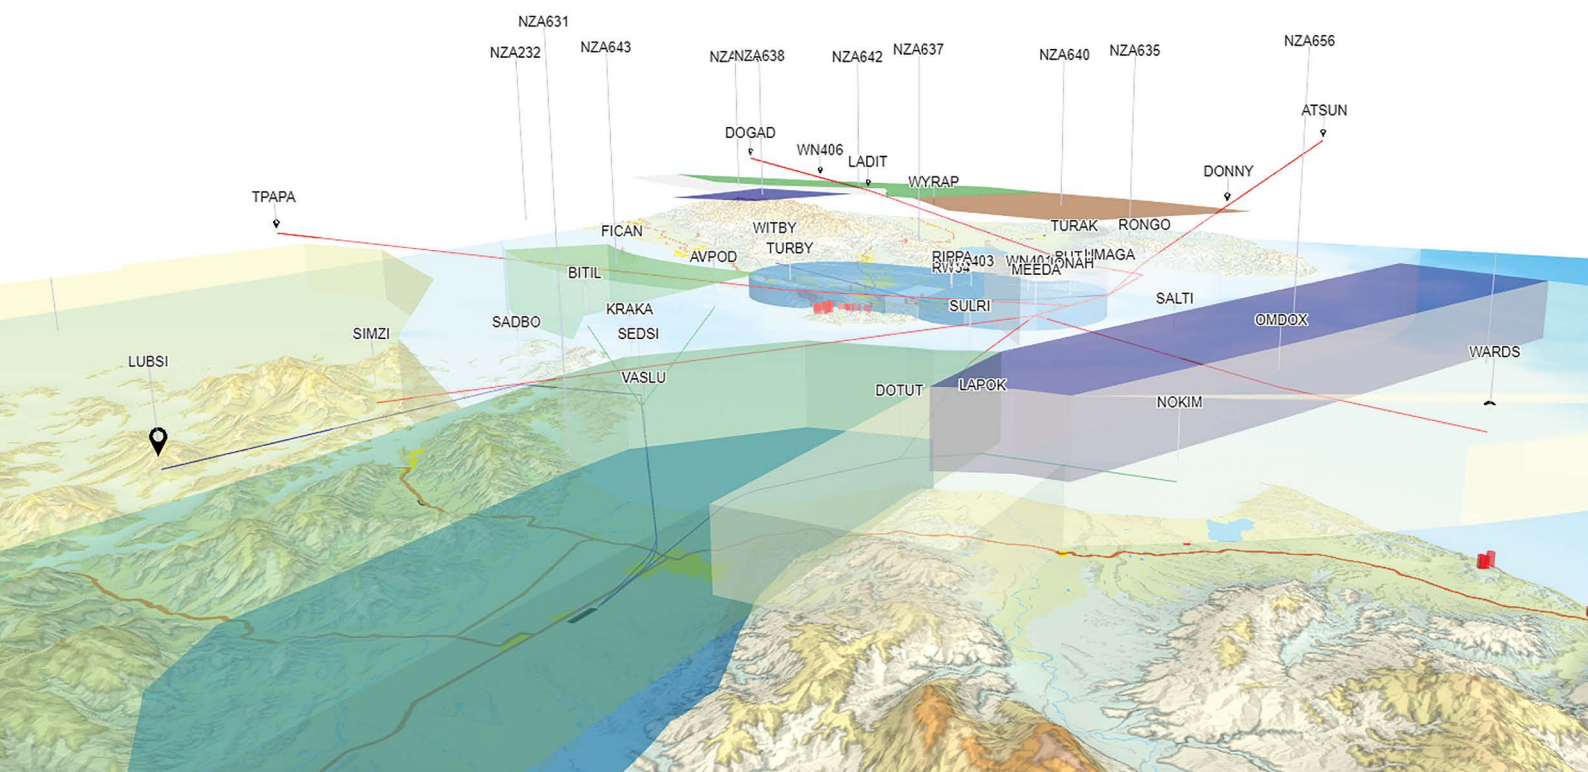 NZA631
NZA232
NZA643
NZA638
NZA642
NZA637
NZA640
NZA635
NZA656
ATSUN
DOGAD
WN406
LADIT
WYRAP
DONNY
TPAPA
FICAN
WITBY
TURBY
TURAK
RONGO
AVPOD
BITIL
RIPPA
MEEDA
SALTI
KRAKA
SULRI
SADBO
SEDSI
OMDOX
SIMZI
LUBSI
WARDS
VASLU
DOTUT
LAPOK
NOKIM